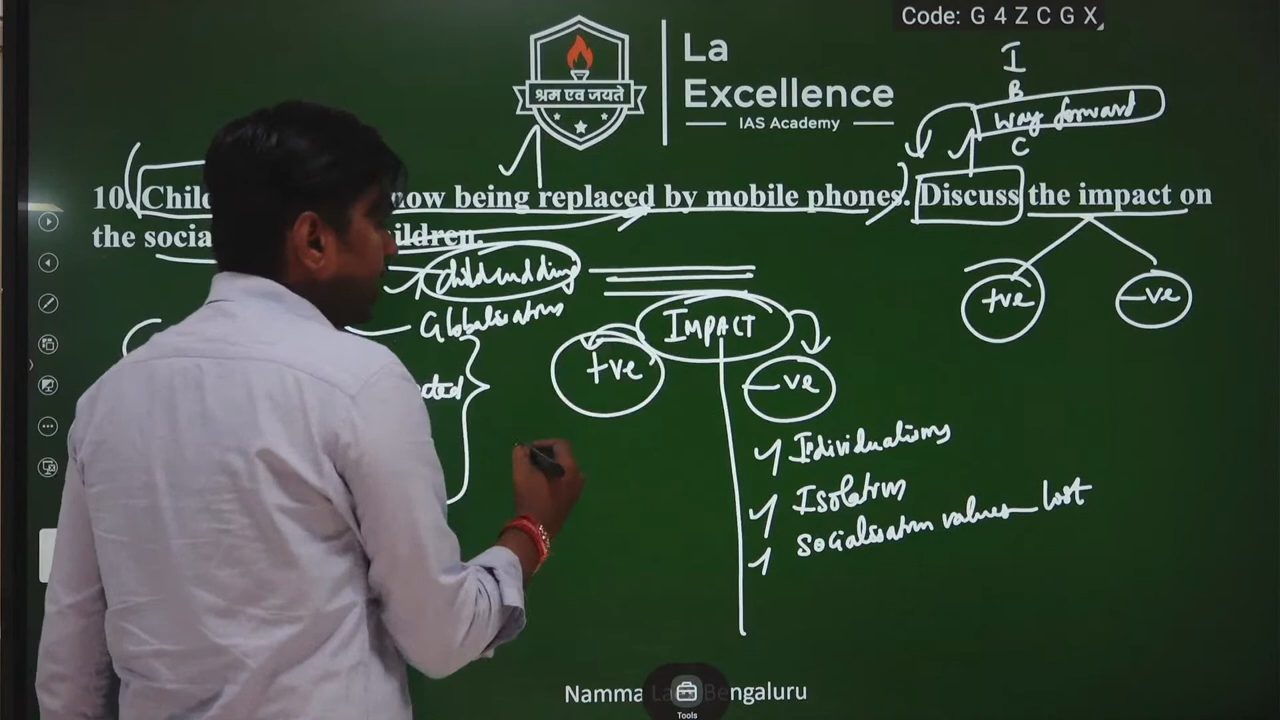 Code: G 4 Z C G X
La
Excellence
IAS Academy
श्रम एव जयते
I
B
way forward
C
10. Child now being replaced by mobile phones. Discuss the impact on
the socia ildren.
Globalisation
IMPACT
+ve
-ve
+ve
-ve
Individualisms
Isolation
Socialisation values lost
Namma La Bengaluru
Tools